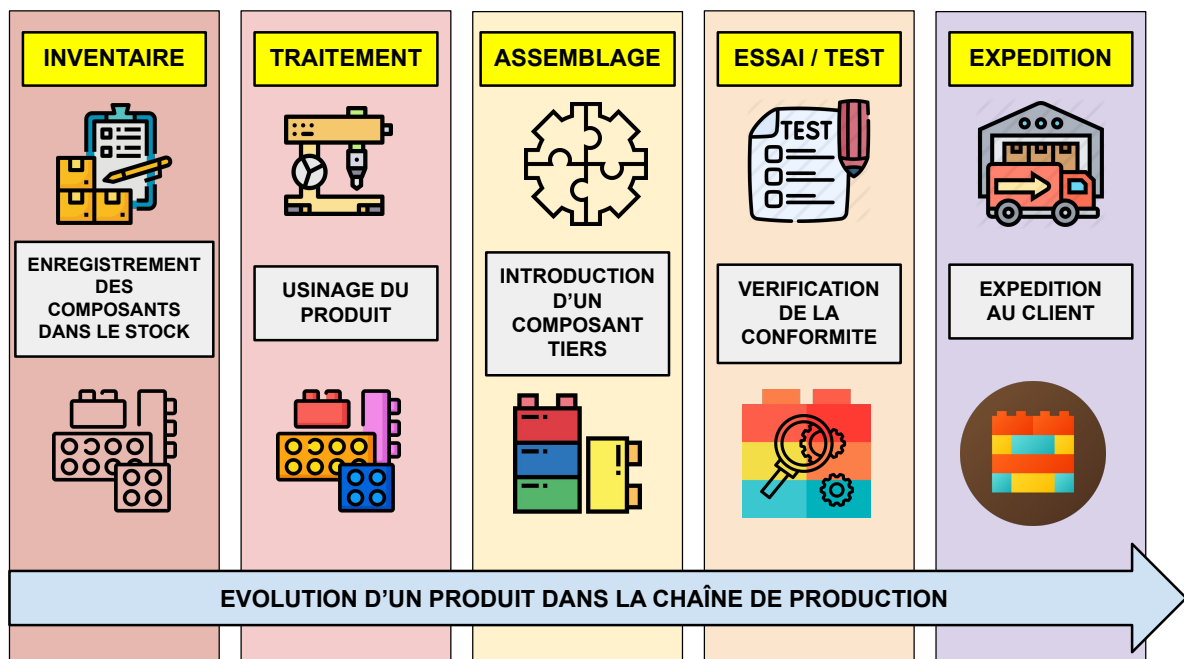 INVENTAIRE
TRAITEMENT
ASSEMBLAGE
ESSAI / TEST
EXPEDITION
TEST
ENREGISTREMENT
DES
COMPOSANTS
DANS LE STOCK
USINAGE DU
PRODUIT
INTRODUCTION
D’UN
COMPOSANT
TIERS
VERIFICATION
DE LA
CONFORMITE
EXPEDITION
AU CLIENT
EVOLUTION D’UN PRODUIT DANS LA CHAÎNE DE PRODUCTION